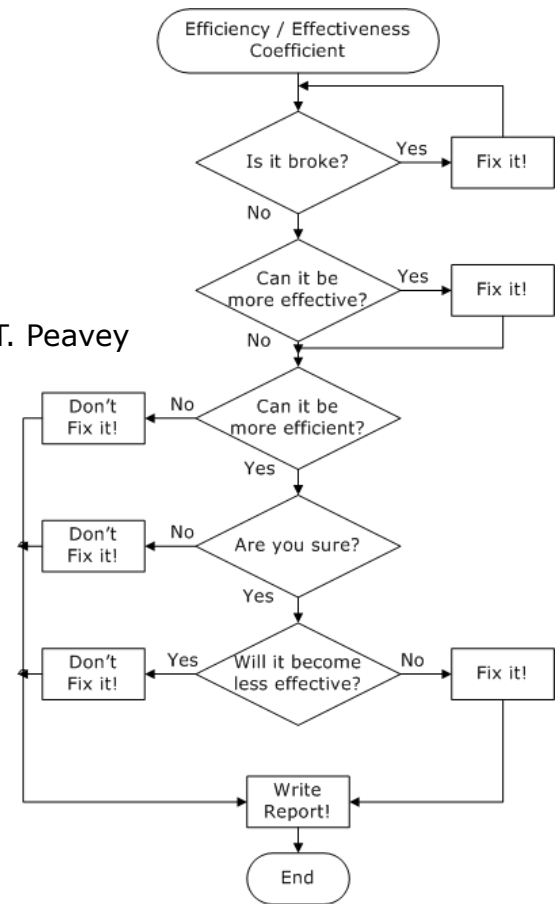 Efficiency / Effectiveness
Coefficient
Is it broke?
Yes
Fix it!
No
Can it be
more effective?
Yes
Fix it!
T. Peavey
No
Don't
Fix it!
No
Can it be
more efficient?
Yes
Don't
Fix it!
No
Are you sure?
Yes
Don't
Fix it!
Yes
Will it become
less effective?
No
Fix it!
Write
Report!
End